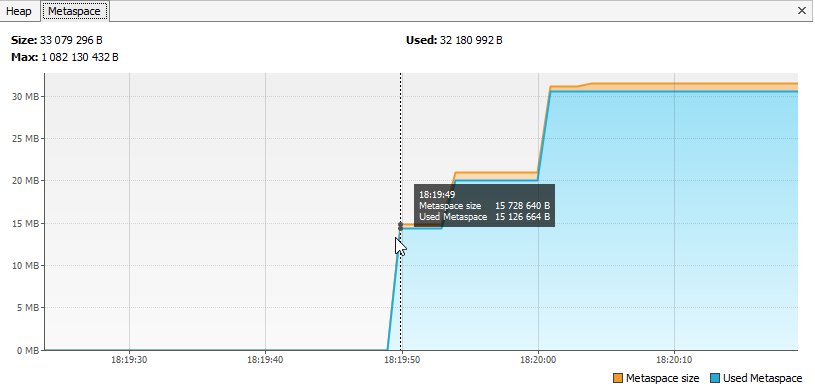 Heap Metaspace
Size: 33 079 296 B Used: 32 180 992 B
Max: 1 082 130 432 B
30 MB
25 MB
20 MB
18:19:49
Metaspace size 15 728 640 B
Used Metaspace 15 126 664 B
15 MB
10 MB
5 MB
0 MB
18:19:30 18:19:40 18:19:50 18:20:00 18:20:10
Metaspace size Used Metaspace